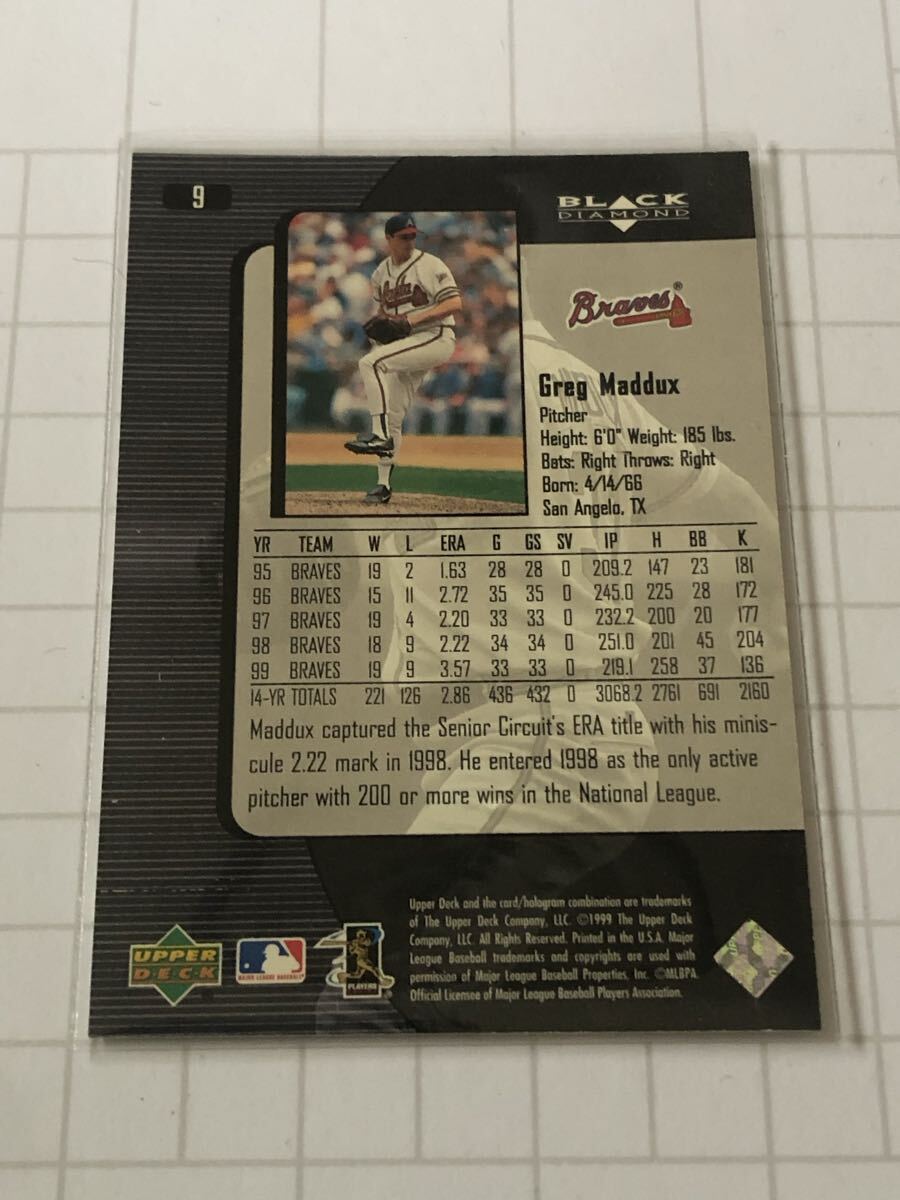 9
BLACK
DIAMOND
Braves®
Greg Maddux
Pitcher
Height: 6'0" Weight: 185 lbs.
Bats: Right Throws: Right
Born: 4/14/66
San Angelo, TX
YR TEAM W L ERA G GS SV IP H BB K
95 BRAVES 19 2 1.63 28 28 0 209.2 147 23 181
96 BRAVES 15 11 2.72 35 35 0 245.0 225 28 172
97 BRAVES 19 4 2.20 33 33 0 232.2 200 20 177
98 BRAVES 18 9 2.22 34 34 0 251.0 201 45 204
99 BRAVES 19 9 3.57 33 33 0 219.1 258 37 136
14-YR TOTALS 221 126 2.86 436 432 0 3068.2 2761 691 2160
Maddux captured the Senior Circuit's ERA title with his minis-
cule 2.22 mark in 1998. He entered 1998 as the only active
pitcher with 200 or more wins in the National League.
Upper Deck and the card/hologram combination are trademarks
of The Upper Deck Company, LLC. ©1999 The Upper Deck
Company, LLC. All Rights Reserved. Printed in the U.S.A. Major
League Baseball trademarks and copyrights are used with
permission of Major League Baseball Properties, Inc. ©MLBPA.
Official Licensee of Major League Baseball Players Association.
UPPER
DECK
MAJOR LEAGUE BASEBALL
PLAYERS